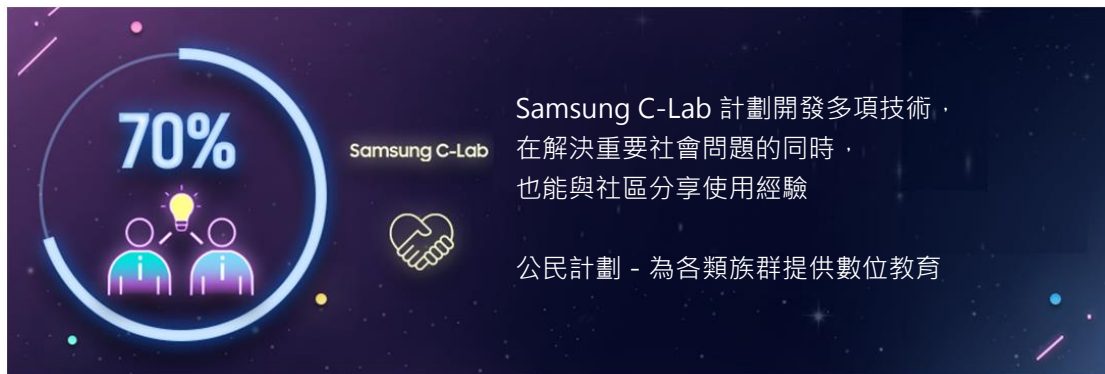 70%
Samsung C-Lab
Samsung C-Lab 計劃開發多項技術，
在解決重要社會問題的同時，
也能與社區分享使用經驗
公民計劃 - 為各類族群提供數位教育